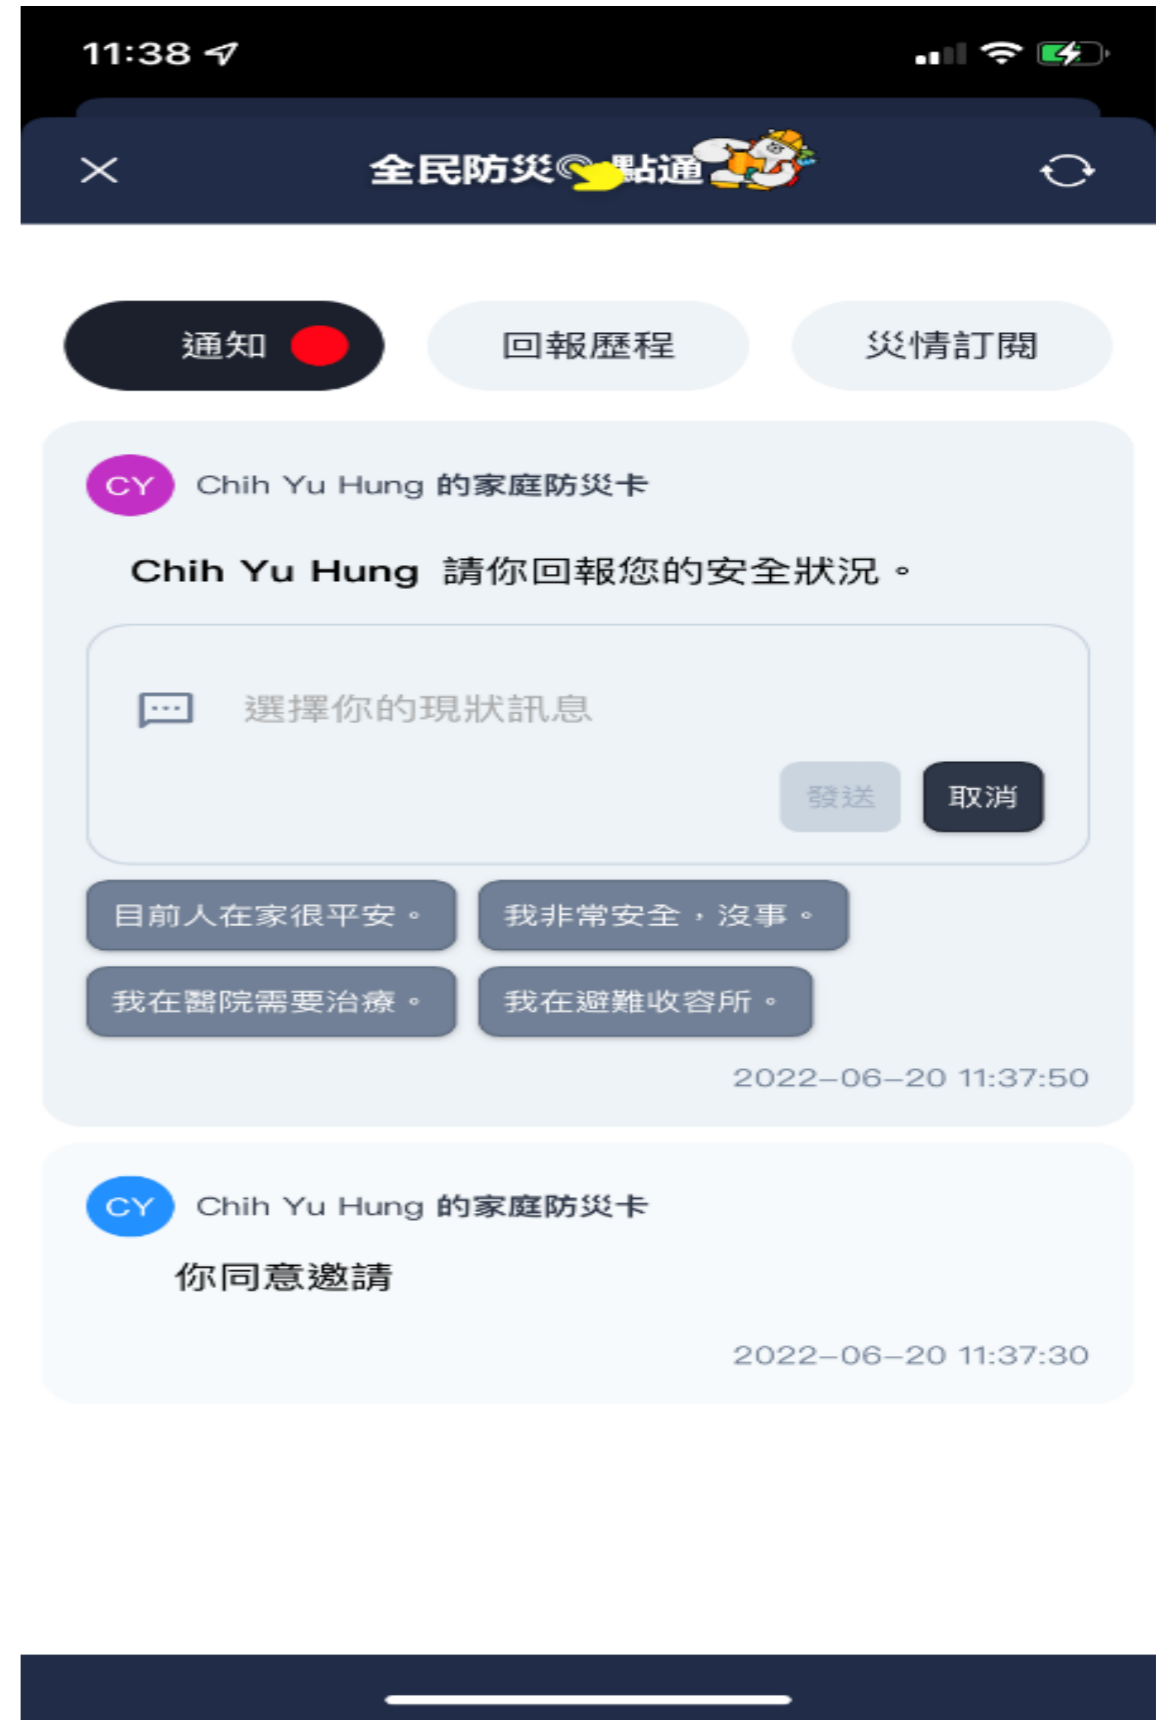 11:38
全民防災 點通
通知
回報歷程
災情訂閱
CY Chih Yu Hung 的家庭防災卡
Chih Yu Hung 請你回報您的安全狀況。
選擇你的現狀訊息
發送 取消
目前人在家很平安。 我非常安全，沒事。
我在醫院需要治療。 我在避難收容所。
2022-06-20 11:37:50
CY Chih Yu Hung 的家庭防災卡
你同意邀請
2022-06-20 11:37:30